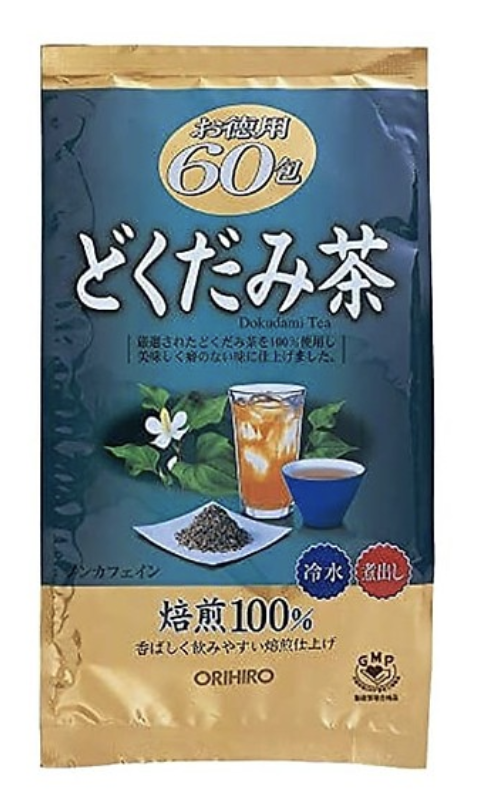 お徳用
60包
どくだみ茶
Dokudami Tea
厳選されたどくだみ茶を100%使用し
美味しく癖のない味に仕上げました。
ノンカフェイン
冷水
煮出し
焙煎100%
香ばしく飲みやすい焙煎仕上げ
ORIHIRO
GMP